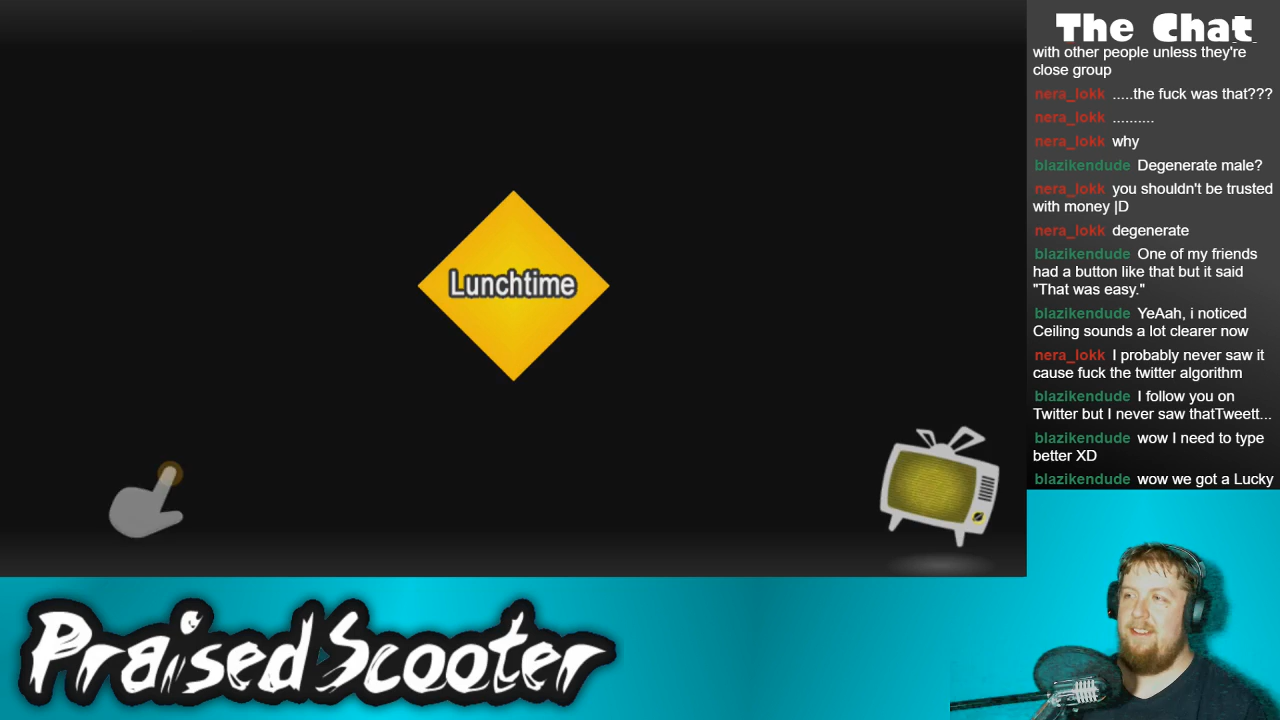 The Chat
with other people unless they're
close group
nera_lokk .....the fuck was that???
nera_lokk ..........
nera_lokk why
blazikendude Degenerate male?
nera_lokk you shouldn't be trusted
with money |D
nera_lokk degenerate
blazikendude One of my friends
had a button like that but it said
"That was easy."
blazikendude YeAah, i noticed
Ceiling sounds a lot clearer now
nera_lokk I probably never saw it
cause fuck the twitter algorithm
blazikendude I follow you on
Twitter but I never saw thatTweett...
blazikendude wow I need to type
better XD
blazikendude wow we got a Lucky
Lunchtime
PraisedScooter